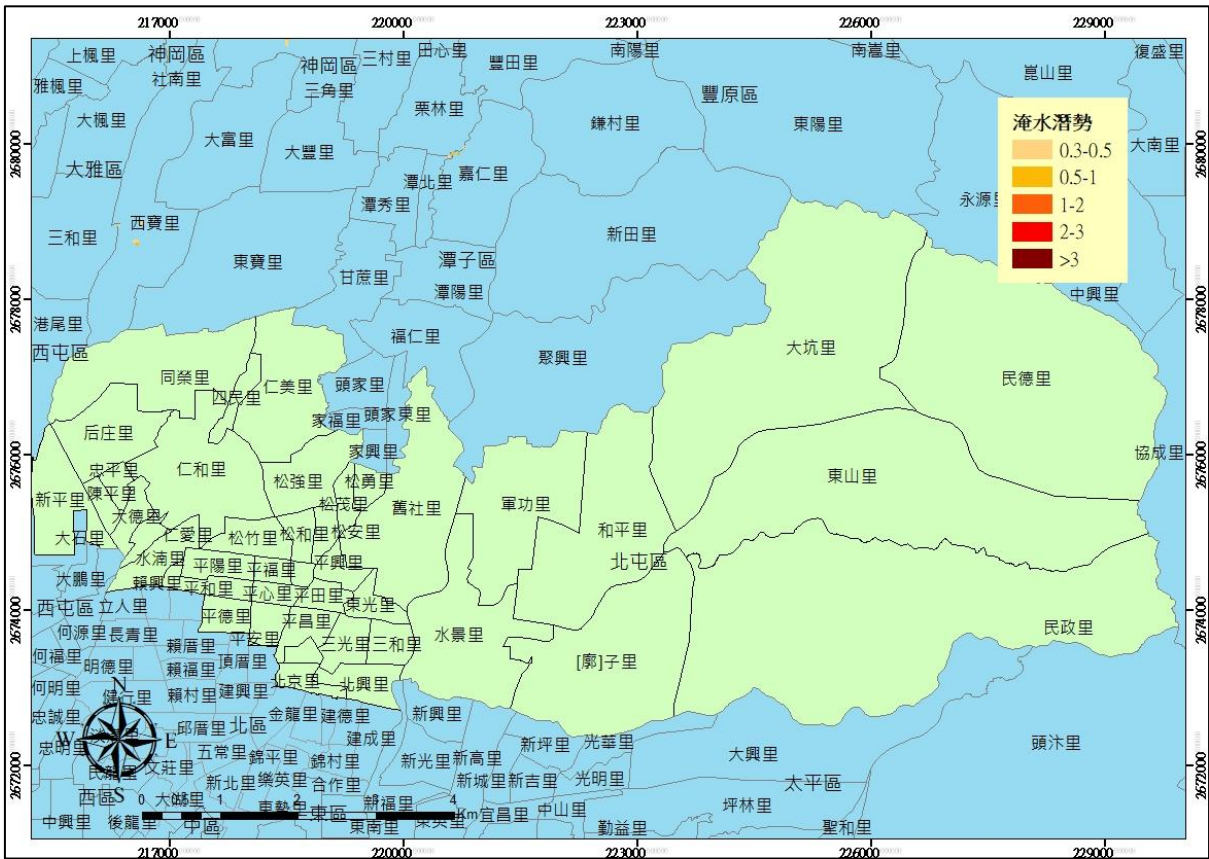 217000 220000 223000 226000 229000
上楓里 神岡區 三村里 田心里 豐田里 南陽里 南嵩里 復盛里
雅楓里 社南里 神岡區 三角里 崑山里
大楓里 大富里 大豐里 栗林里 鎌村里 豐原區 東陽里
淹水潛勢
0.3-0.5
0.5-1
1-2
2-3
>3
2680000 2680000
大雅區 潭北里 嘉仁里 大南里
三和里 西寶里 潭秀里 新田里
東寶里 甘蔗里 潭子區
潭陽里 中興里
2678000 2678000
港尾里 福仁里
西屯區 聚興里 大坑里
同榮里 四民里 仁美里 頭家里 民德里
家福里 頭家東里
后庄里 家興里 協成里
2676000 2676000
忠平里 仁和里 松強里 松勇里 東山里
新平里 陳平里 松茂里 舊社里 軍功里
大德里 和平里
大石里 仁愛里 松竹里 松和里 松安里
水湳里 平陽里 平福里 平興里 北屯區
大鵬里 賴興里 平和里 平心里 平田里 東光里
2674000 2674000
西屯區 立人里 平德里 平昌里
何源里 長青里 賴厝里 平安里 三光里 三和里 水景里 民政里
何福里 明德里 賴福里 頂厝里 [廓]子里
何明里 健行里 賴村里 建興里 北京里 北興里
N
忠誠里 邱厝里 北區 金龍里 建德里 新興里
W E
忠明里 五常里 錦平里 錦村里 建成里 新光里 新高里 新坪里 光華里 大興里 頭汴里
2672000 2672000
民龍里 文莊里 新北里 樂英里 合作里 新城里 新吉里 光明里 太平區
S
西區 東區 新福里 中山里 坪林里
0 0.5 1 2 3 4
Km
中興里 後龍里 中區 東南里 東英里 宜昌里 勤益里 聖和里
217000 220000 223000 226000 229000